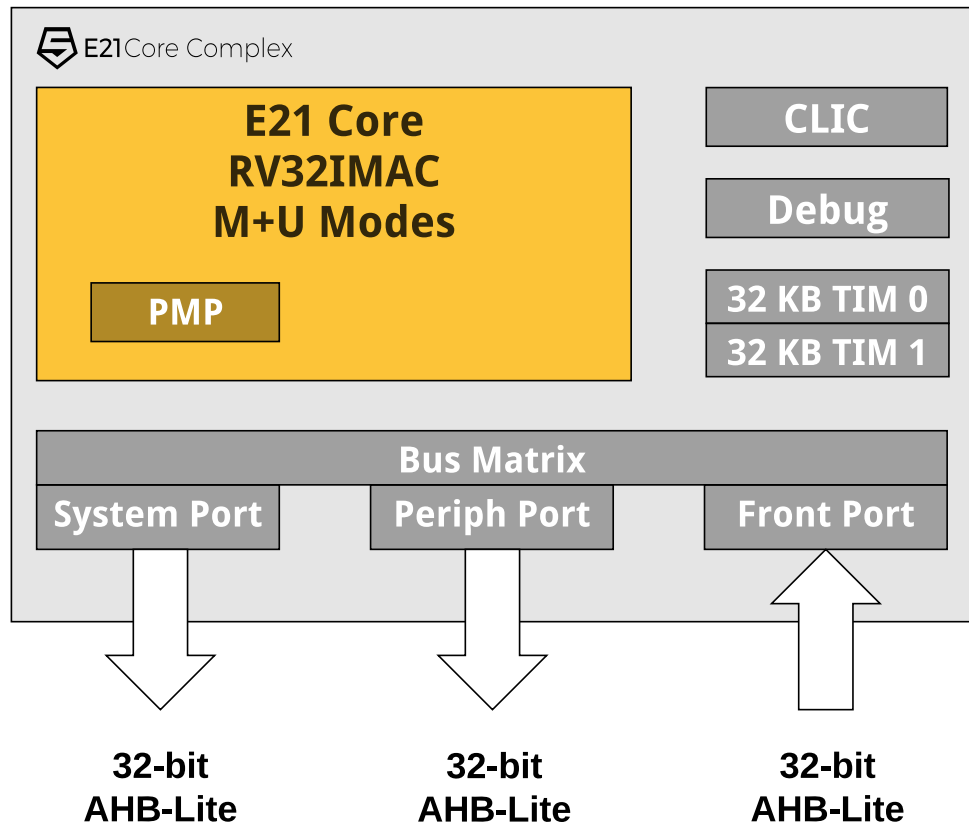 E21 Core Complex
E21 Core
RV32IMAC
M+U Modes
PMP
CLIC
Debug
32 KB TIM 0
32 KB TIM 1
Bus Matrix
System Port
Periph Port
Front Port
32-bit
AHB-Lite
32-bit
AHB-Lite
32-bit
AHB-Lite